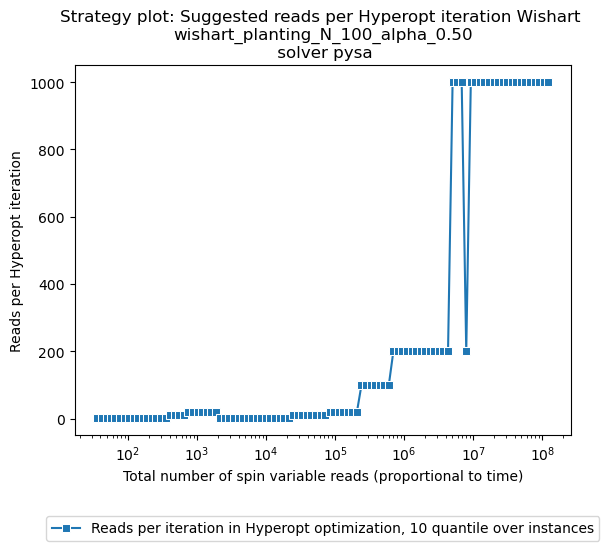 Strategy plot: Suggested reads per Hyperopt iteration Wishart
wishart_planting_N_100_alpha_0.50
solver pysa
1000
800
600
400
200
0
Reads per Hyperopt iteration
10²
10³
10⁴
10⁵
10⁶
10⁷
10⁸
Total number of spin variable reads (proportional to time)
Reads per iteration in Hyperopt optimization, 10 quantile over instances